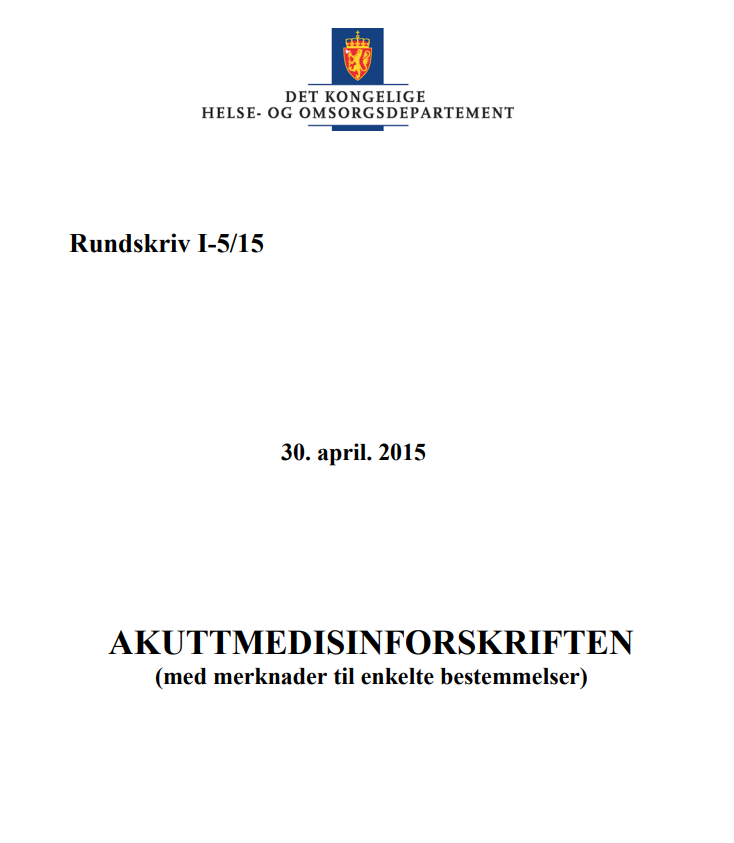 DET KONGELIGE
HELSE- OG OMSORGSDEPARTEMENT
Rundskriv I-5/15
30. april. 2015
AKUTTMEDISINFORSKRIFTEN
(med merknader til enkelte bestemmelser)